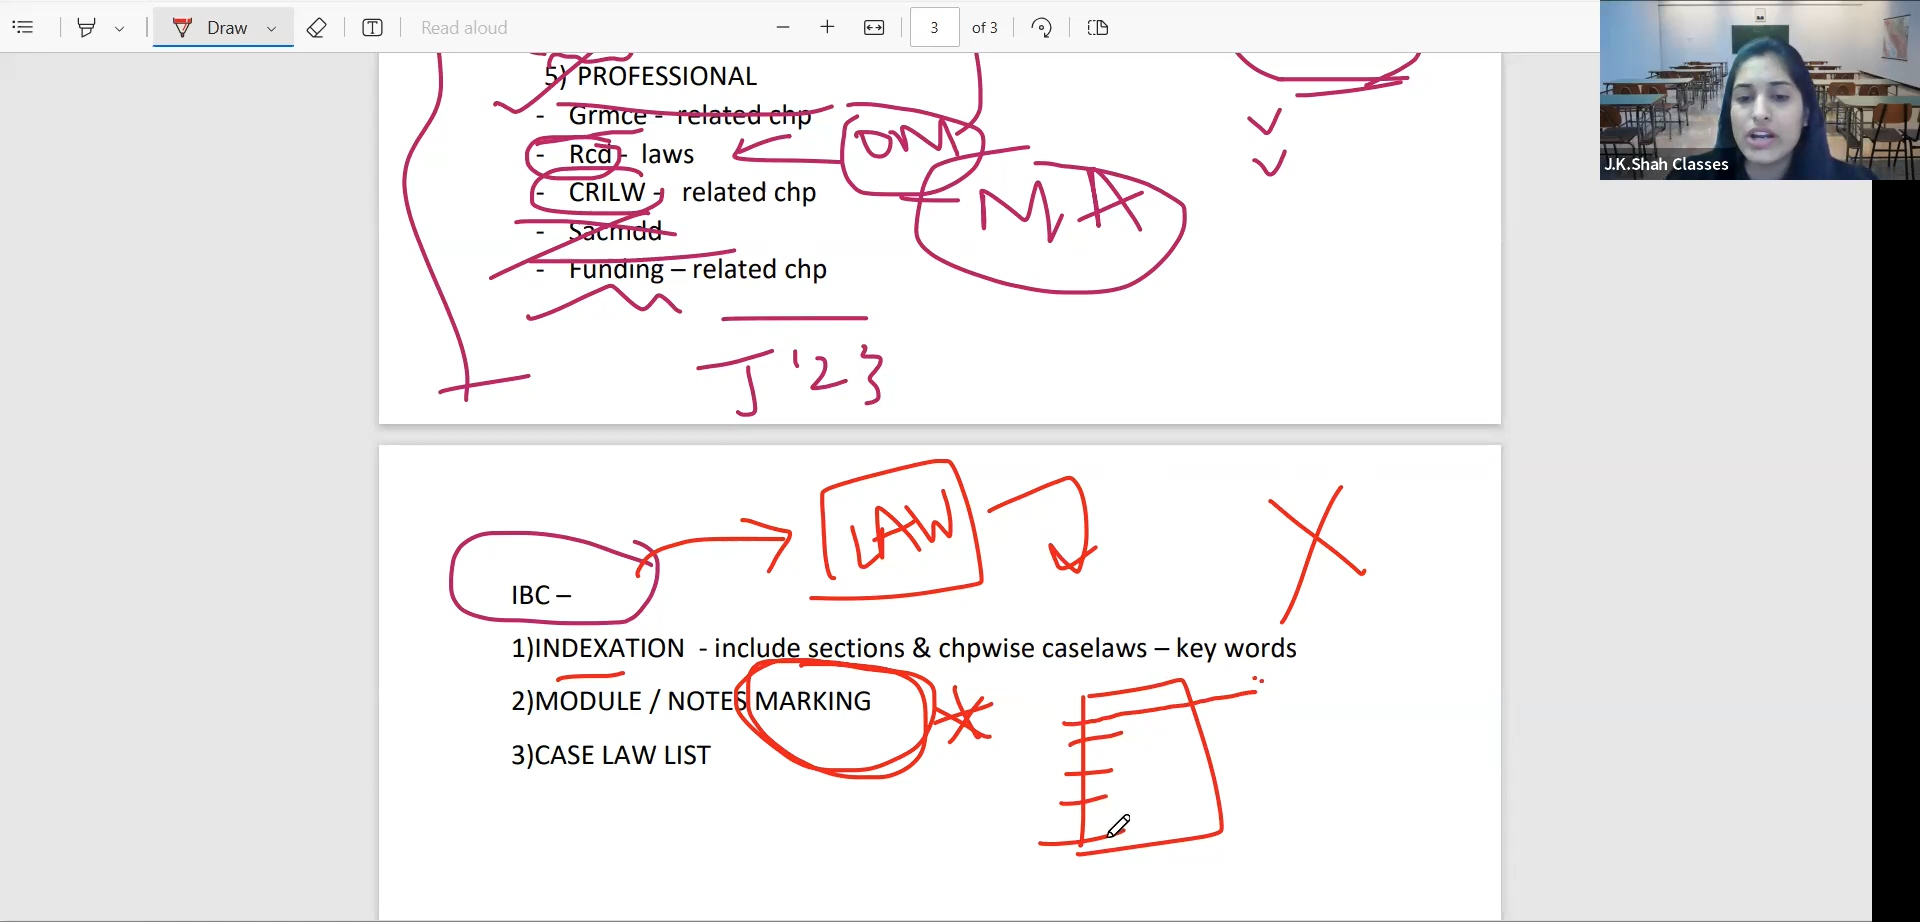 Draw
Read aloud
3 of 3
J.K.Shah Classes
5) PROFESSIONAL
- Grmce - related chp
- Rcd - laws
- CRILW - related chp
- Sacmdd
- Funding – related chp
OM
M.A
J'23
LAW
IBC –
1)INDEXATION - include sections & chpwise caselaws – key words
2)MODULE / NOTES MARKING
3)CASE LAW LIST